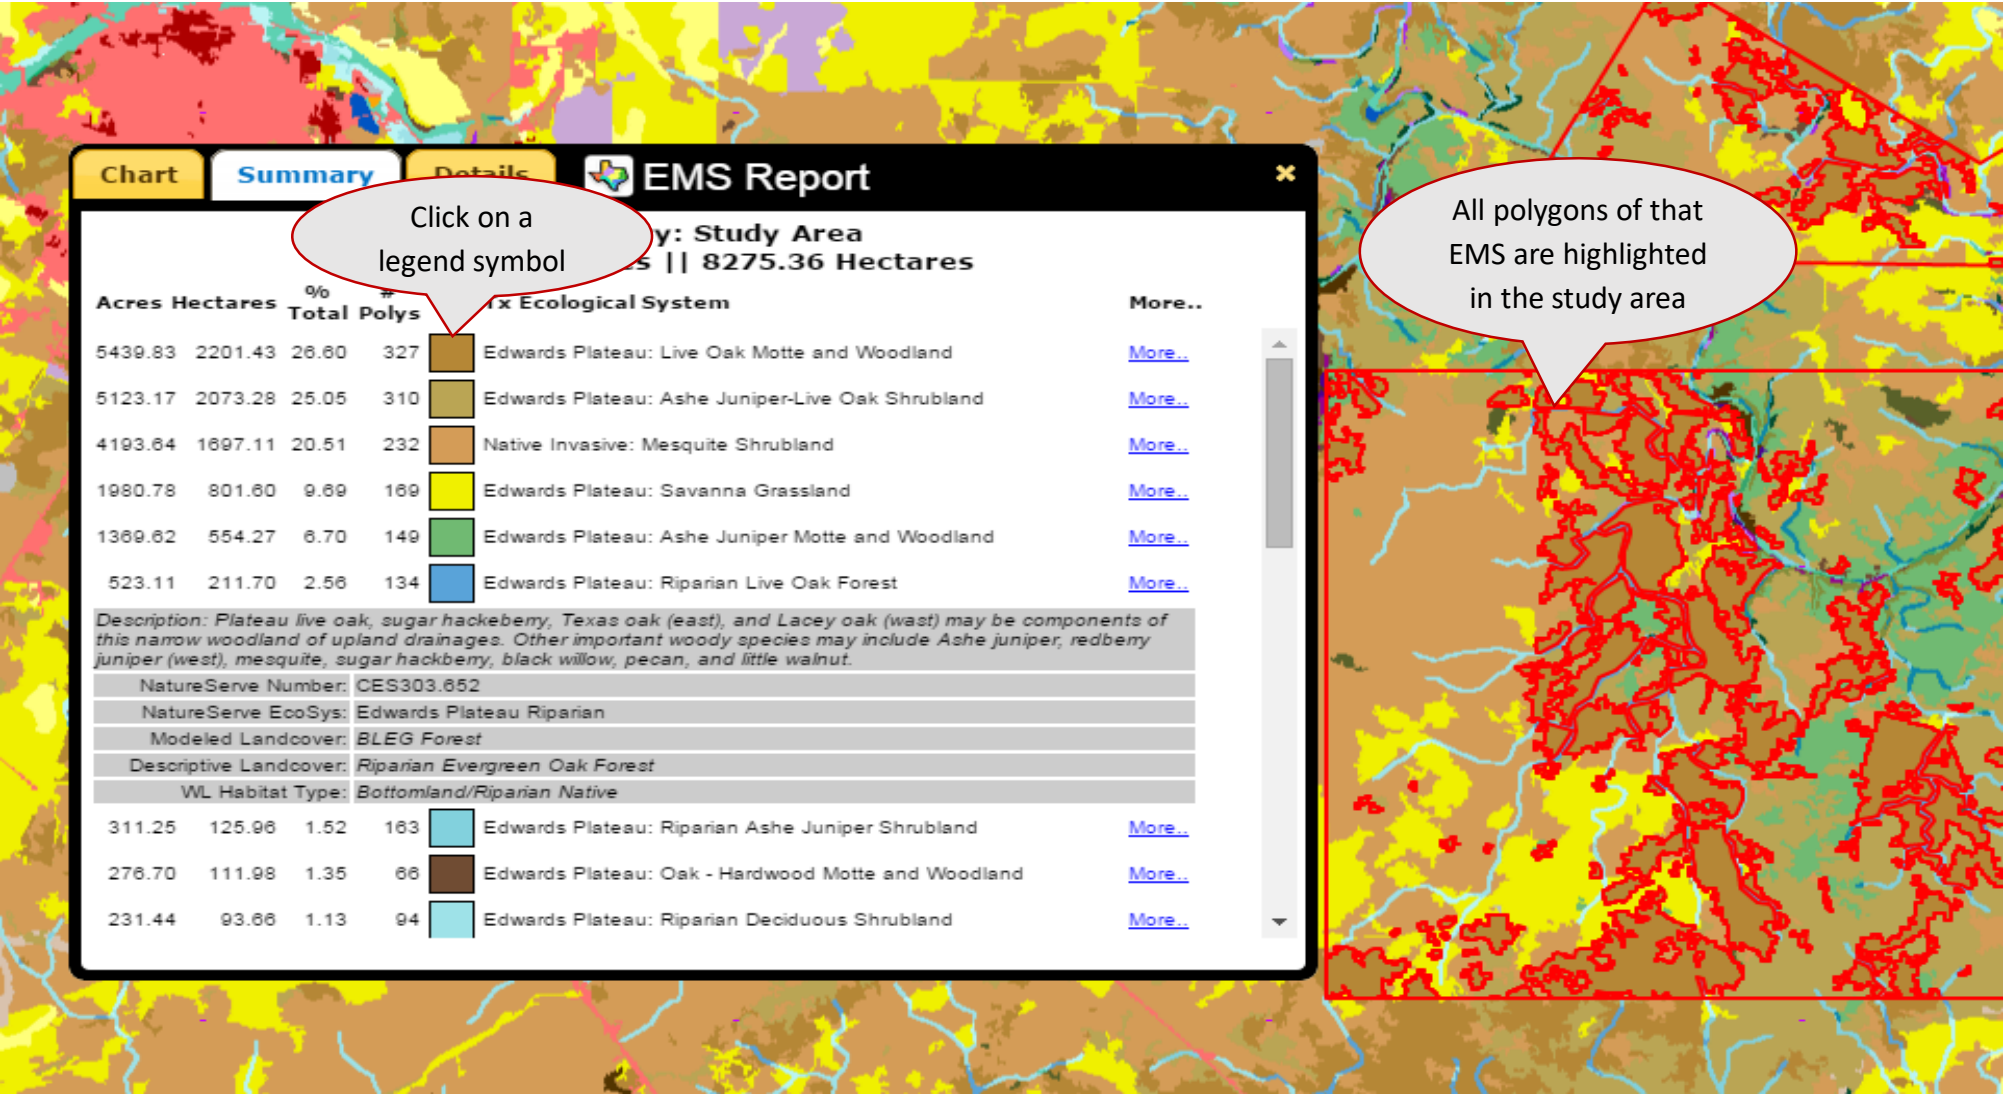 Chart
Summary
Details
EMS Report
Click on a
legend symbol
y: Study Area
s || 8275.36 Hectares
All polygons of that
EMS are highlighted
in the study area
Acres Hectares % Total # Polys Tx Ecological System More..
5439.83 2201.43 26.60 327 Edwards Plateau: Live Oak Motte and Woodland More..
5123.17 2073.28 25.05 310 Edwards Plateau: Ashe Juniper-Live Oak Shrubland More..
4193.64 1697.11 20.51 232 Native Invasive: Mesquite Shrubland More..
1980.78 801.60 9.69 169 Edwards Plateau: Savanna Grassland More..
1369.62 554.27 6.70 149 Edwards Plateau: Ashe Juniper Motte and Woodland More..
523.11 211.70 2.56 134 Edwards Plateau: Riparian Live Oak Forest More..
Description: Plateau live oak, sugar hackeberry, Texas oak (east), and Lacey oak (wast) may be components of
this narrow woodland of upland drainages. Other important woody species may include Ashe juniper, redberry
juniper (west), mesquite, sugar hackberry, black willow, pecan, and little walnut.
NatureServe Number: CES303.652
NatureServe EcoSys: Edwards Plateau Riparian
Modeled Landcover: BLEG Forest
Descriptive Landcover: Riparian Evergreen Oak Forest
WL Habitat Type: Bottomland/Riparian Native
311.25 125.96 1.52 163 Edwards Plateau: Riparian Ashe Juniper Shrubland More..
276.70 111.98 1.35 66 Edwards Plateau: Oak - Hardwood Motte and Woodland More..
231.44 93.66 1.13 94 Edwards Plateau: Riparian Deciduous Shrubland More..